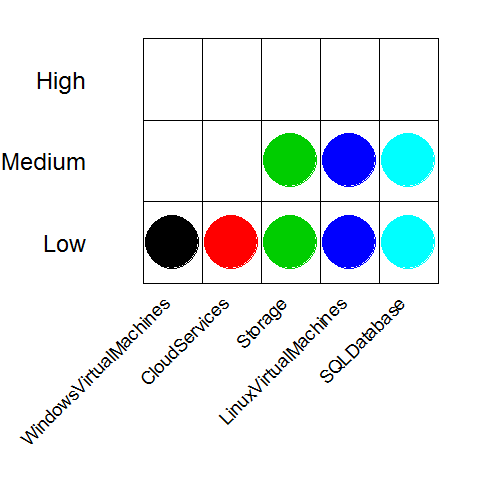 High
Medium
Low
WindowsVirtualMachines
CloudServices
Storage
LinuxVirtualMachines
SQLDatabase